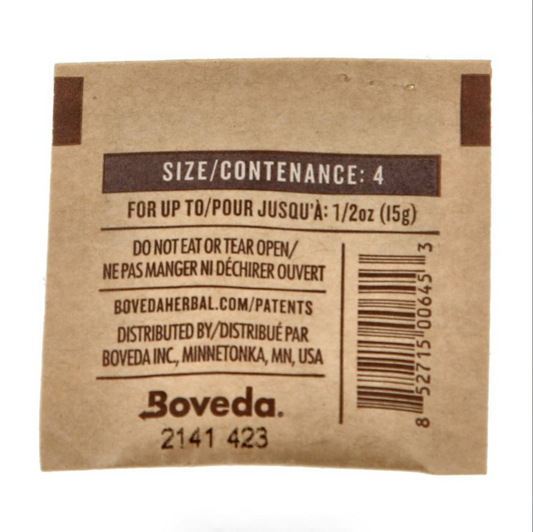 SIZE/CONTENANCE: 4
FOR UP TO/POUR JUSQU'À: 1/2oz (15g)
DO NOT EAT OR TEAR OPEN/
NE PAS MANGER NI DÉCHIRER OUVERT
BOVEDAHERBAL.COM/PATENTS
DISTRIBUTED BY/DISTRIBUÉ PAR
BOVEDA INC., MINNETONKA, MN, USA
Boveda.
2141 423
8 52715 00645 3